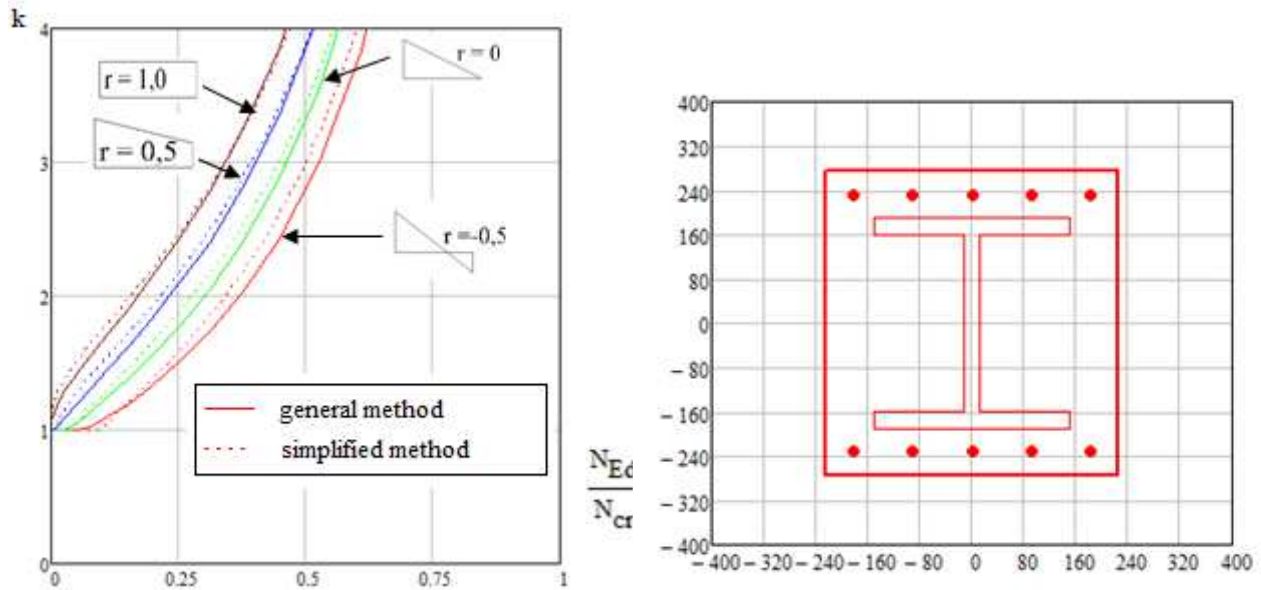 k
4
3
2
1
0
r = 1,0
r = 0,5
r = 0
r =-0,5
general method
simplified method
0 0.25 0.5 0.75 1
N_Ed
N_cr
400
320
240
160
80
0
– 80
– 160
– 240
– 320
– 400
– 400 – 320 – 240 – 160 – 80 0 80 160 240 320 400